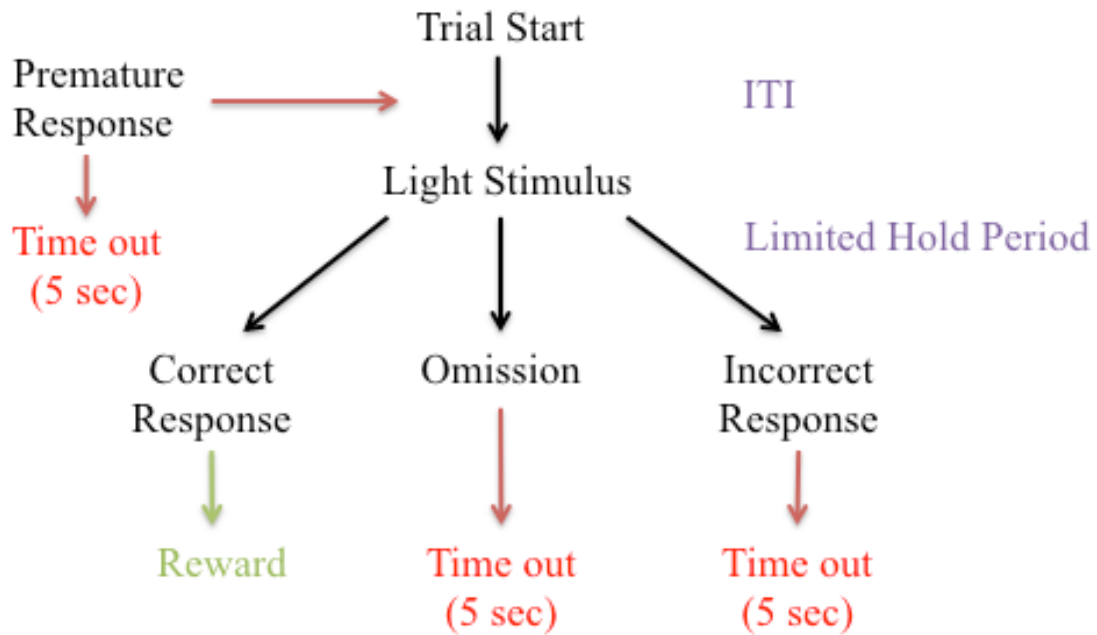 Trial Start
Premature
Response
ITI
Light Stimulus
Time out
(5 sec)
Limited Hold Period
Correct
Response
Omission
Incorrect
Response
Reward
Time out
(5 sec)
Time out
(5 sec)